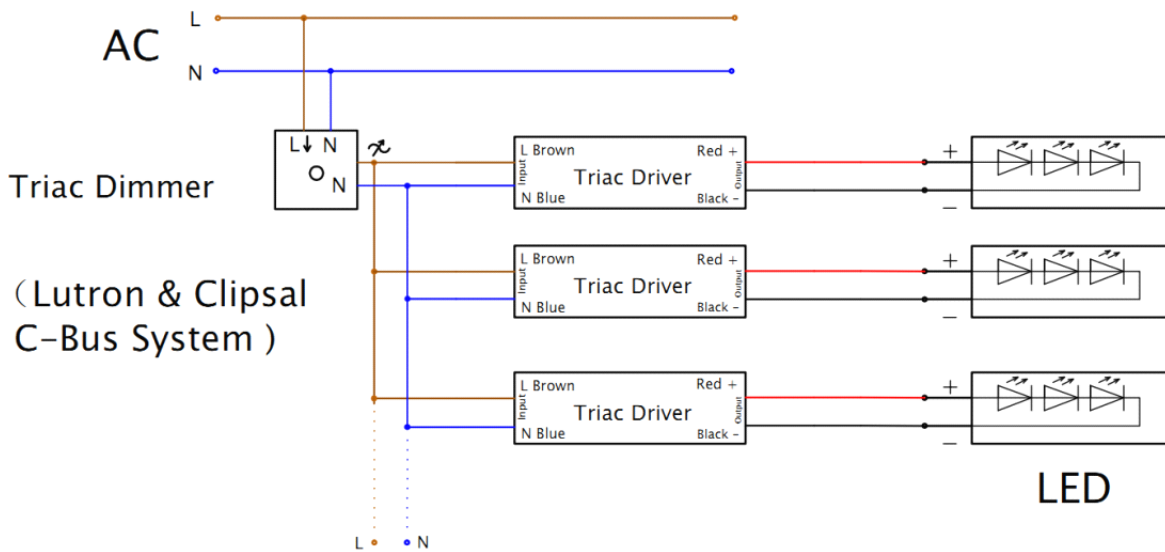 L
AC
N
L N
N
Triac Dimmer
（Lutron & Clipsal
C-Bus System )
L Brown
Input
N Blue
Triac Driver
Red +
Output
Black -
+
−
L Brown
Input
N Blue
Triac Driver
Red +
Output
Black -
+
−
L Brown
Input
N Blue
Triac Driver
Red +
Output
Black -
+
−
LED
L
N